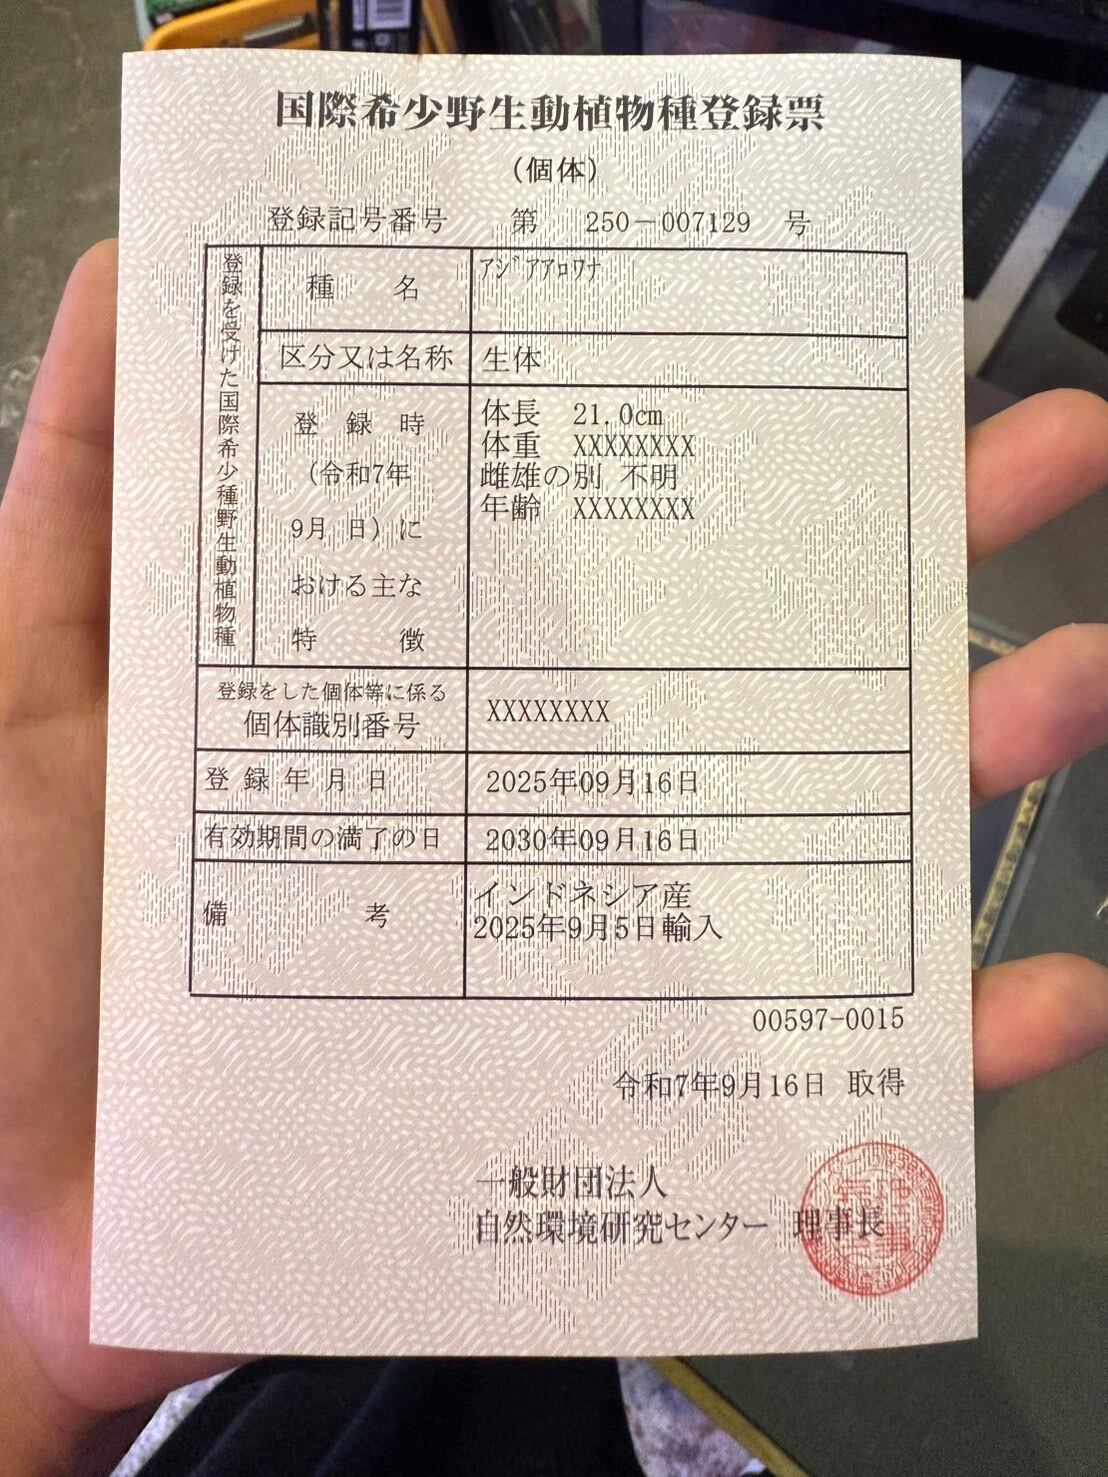 国際希少野生動植物種登録票
（個体）
登録記号番号 第 250－007129 号
登録を受けた国際希少種野生動植物種
種 名 ｱｼﾞｱｱﾛﾜﾅ
区分又は名称 生体
登 録 時
（令和7年
9月 日）に
おける主な
特 徴
体長 21.0cm
体重 XXXXXXXX
雌雄の別 不明
年齢 XXXXXXXX
登録をした個体等に係る
個体識別番号 XXXXXXXX
登 録 年 月 日 2025年09月16日
有効期間の満了の日 2030年09月16日
備 考 インドネシア産
2025年9月5日輸入
00597-0015
令和7年9月16日 取得
一般財団法人
自然環境研究センター 理事長